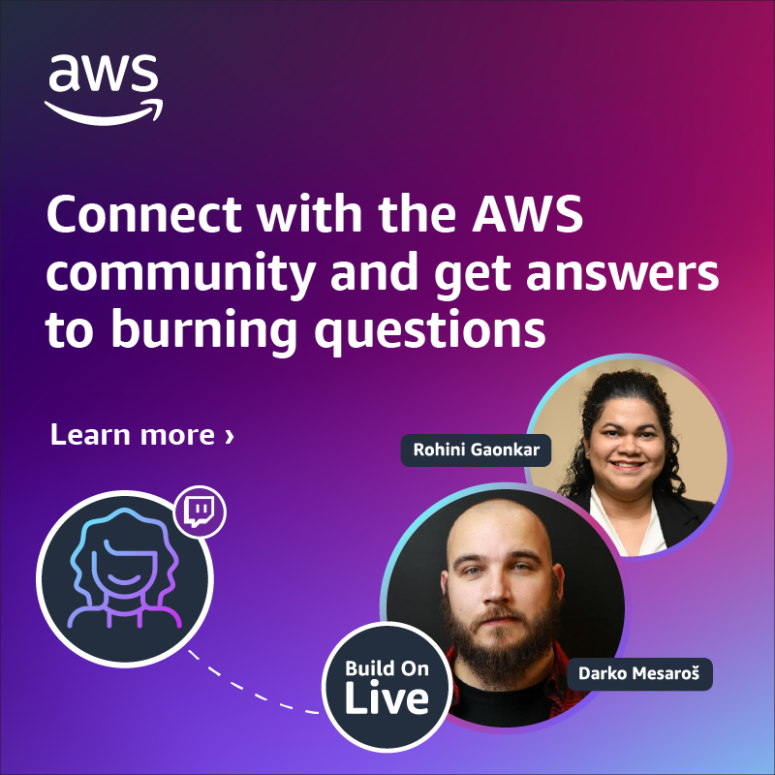 aws
Connect with the AWS
community and get answers
to burning questions
Learn more ›
Rohini Gaonkar
Build On
Live
Darko Mesaroš